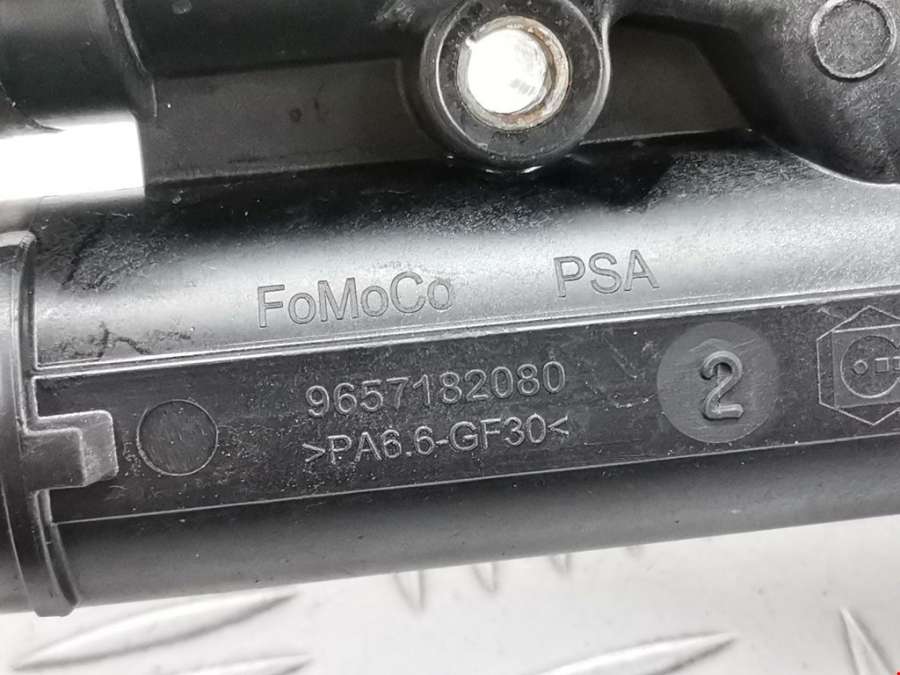 FoMoCo PSA
9657182080
>PA6.6-GF30<
2